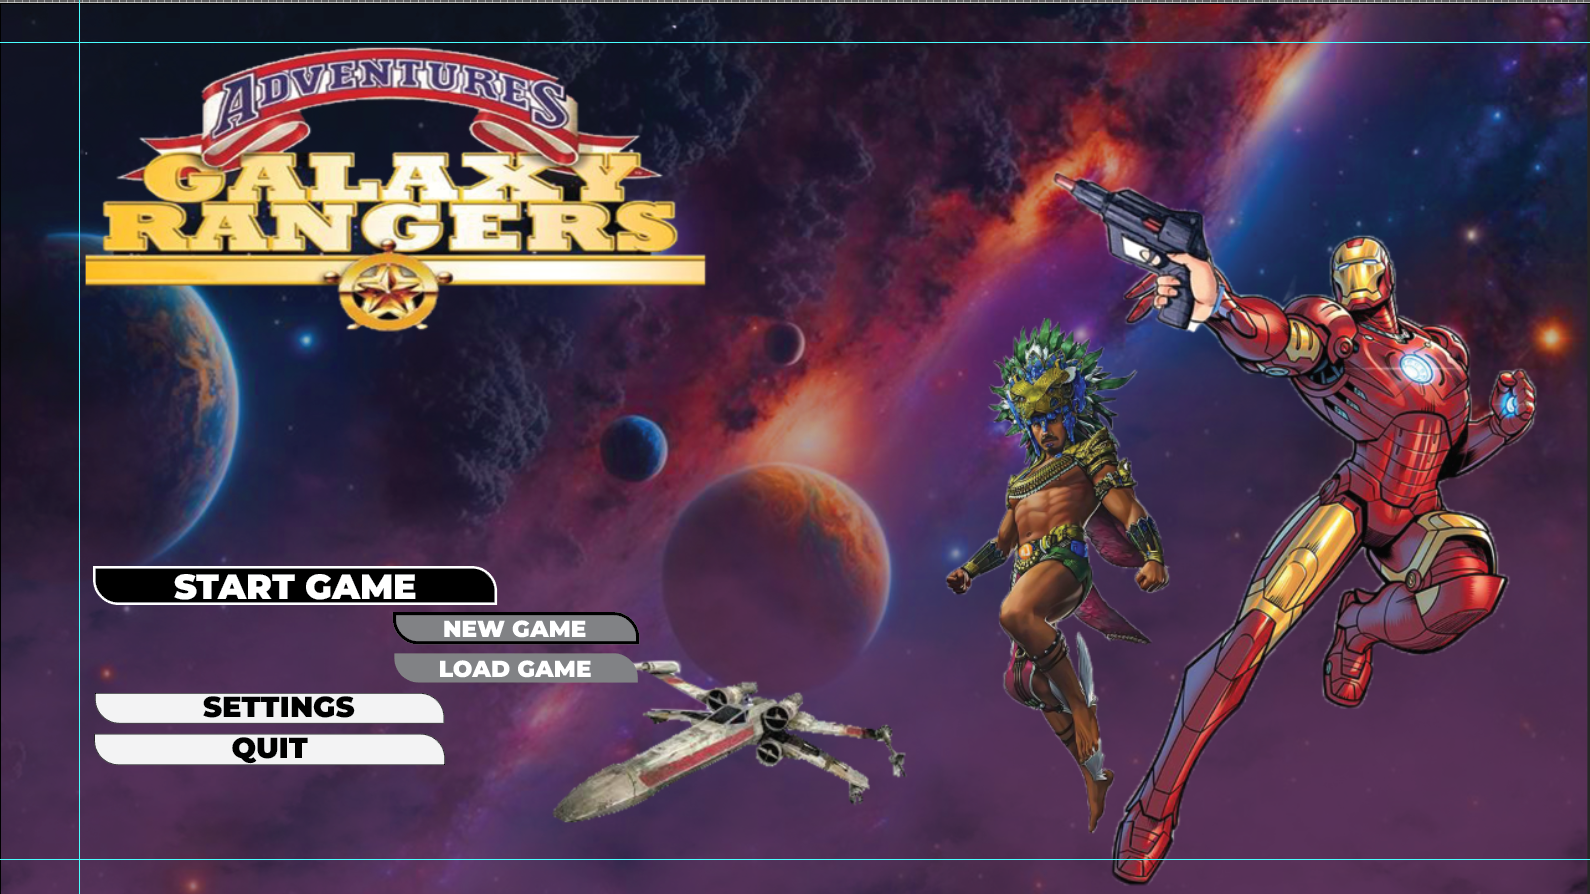 ADVENTURES
GALAXY
RANGERS
START GAME
NEW GAME
LOAD GAME
SETTINGS
QUIT